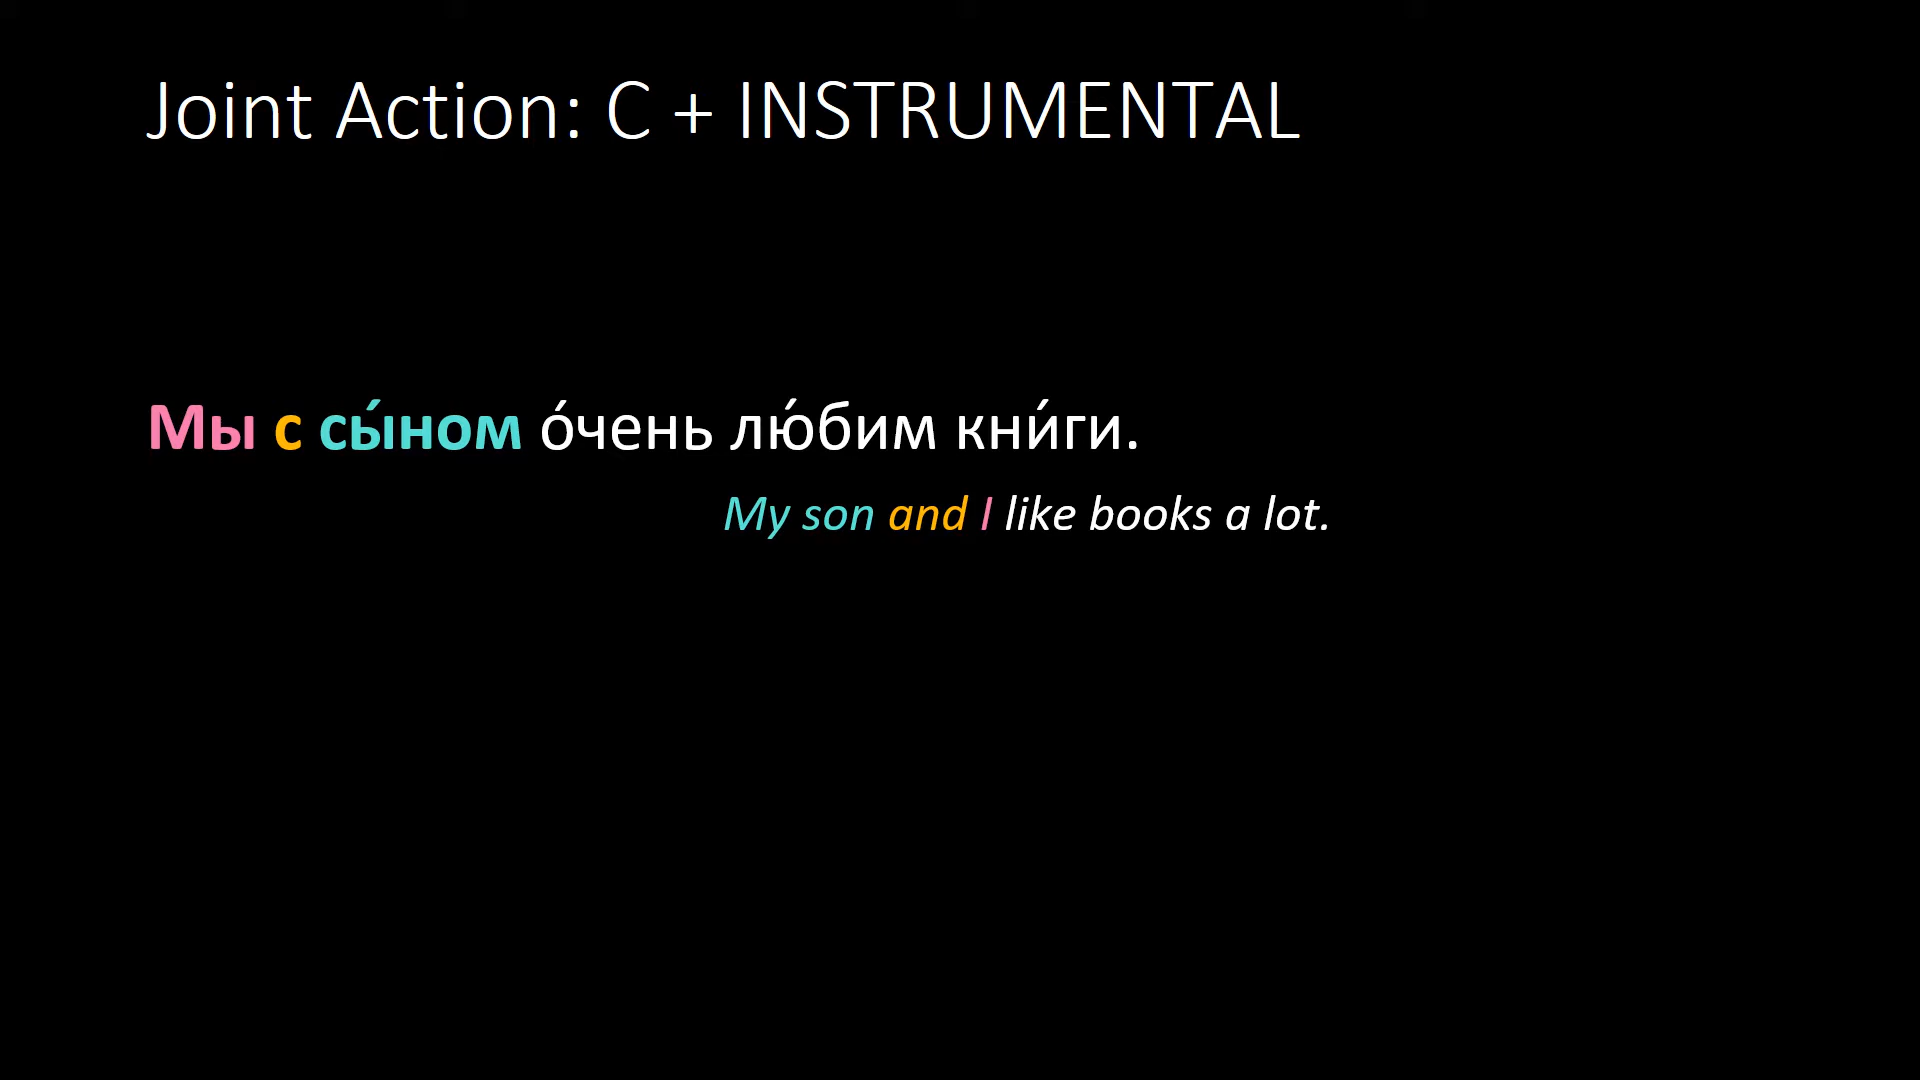 Joint Action: С + INSTRUMENTAL
Мы с сы́ном о́чень лю́бим кни́ги.
My son and I like books a lot.